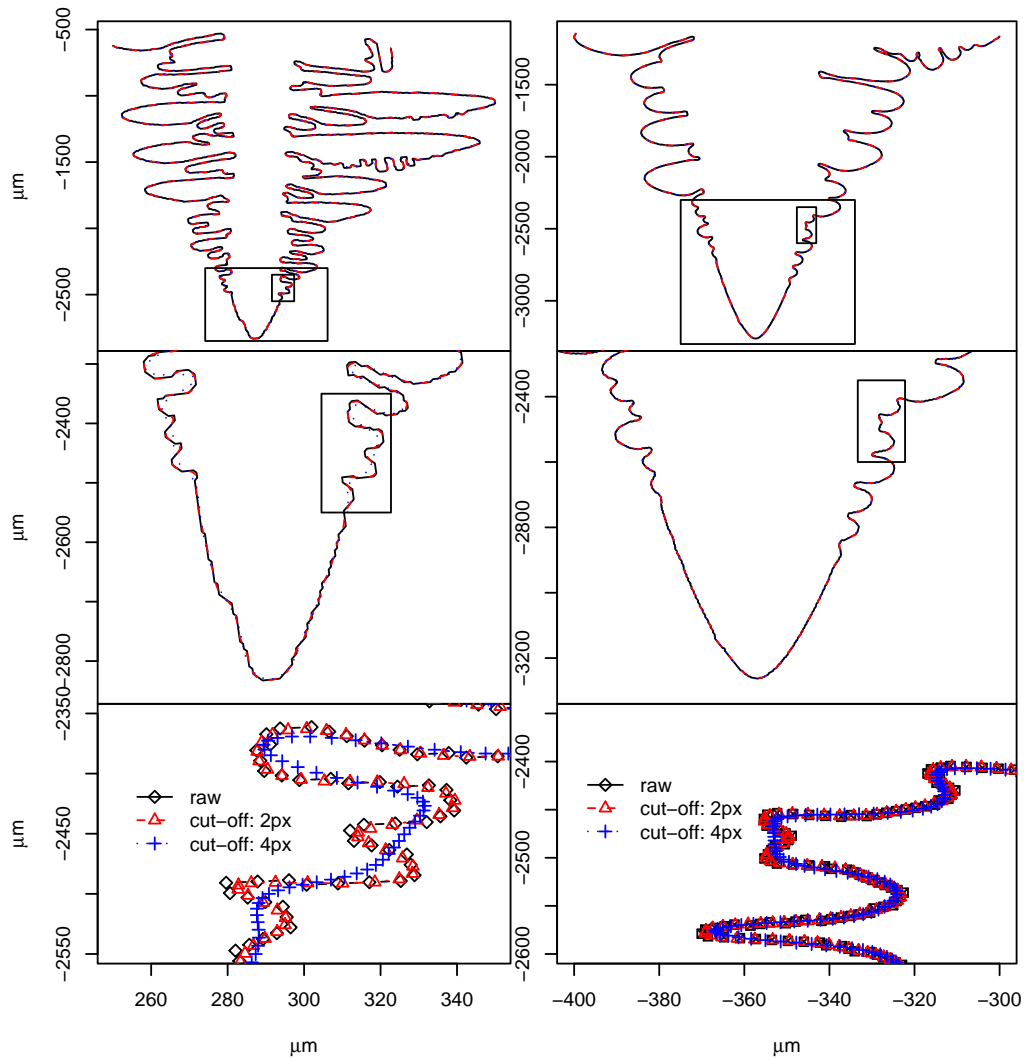 −500
−1500
−2500
μm
−1500
−2000
−2500
−3000
−2400
−2600
−2800
μm
−2400
−2800
−3200
−2350
−2450
−2550
μm
raw
cut−off: 2px
cut−off: 4px
−2400
−2500
−2600
raw
cut−off: 2px
cut−off: 4px
260 280 300 320 340
−400 −380 −360 −340 −320 −300
μm
μm